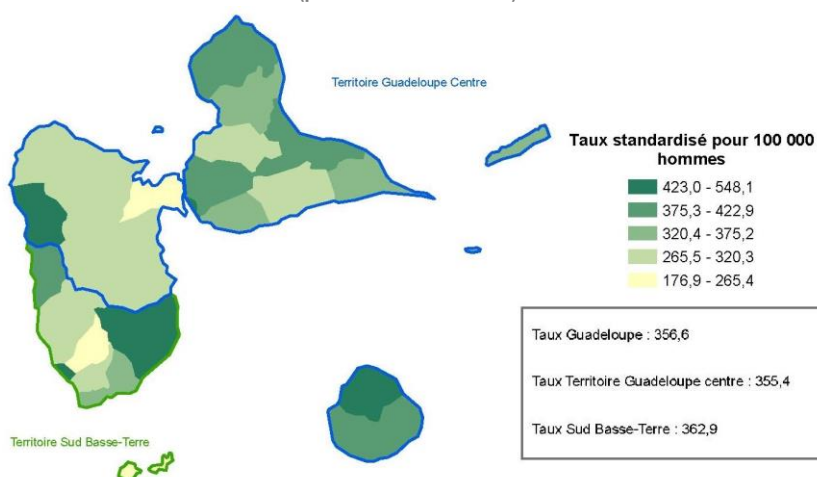 Territoire Guadeloupe Centre
Taux standardisé pour 100 000
hommes
423,0 - 548,1
375,3 - 422,9
320,4 - 375,2
265,5 - 320,3
176,9 - 265,4
Taux Guadeloupe : 356,6
Taux Territoire Guadeloupe centre : 355,4
Taux Sud Basse-Terre : 362,9
Territoire Sud Basse-Terre